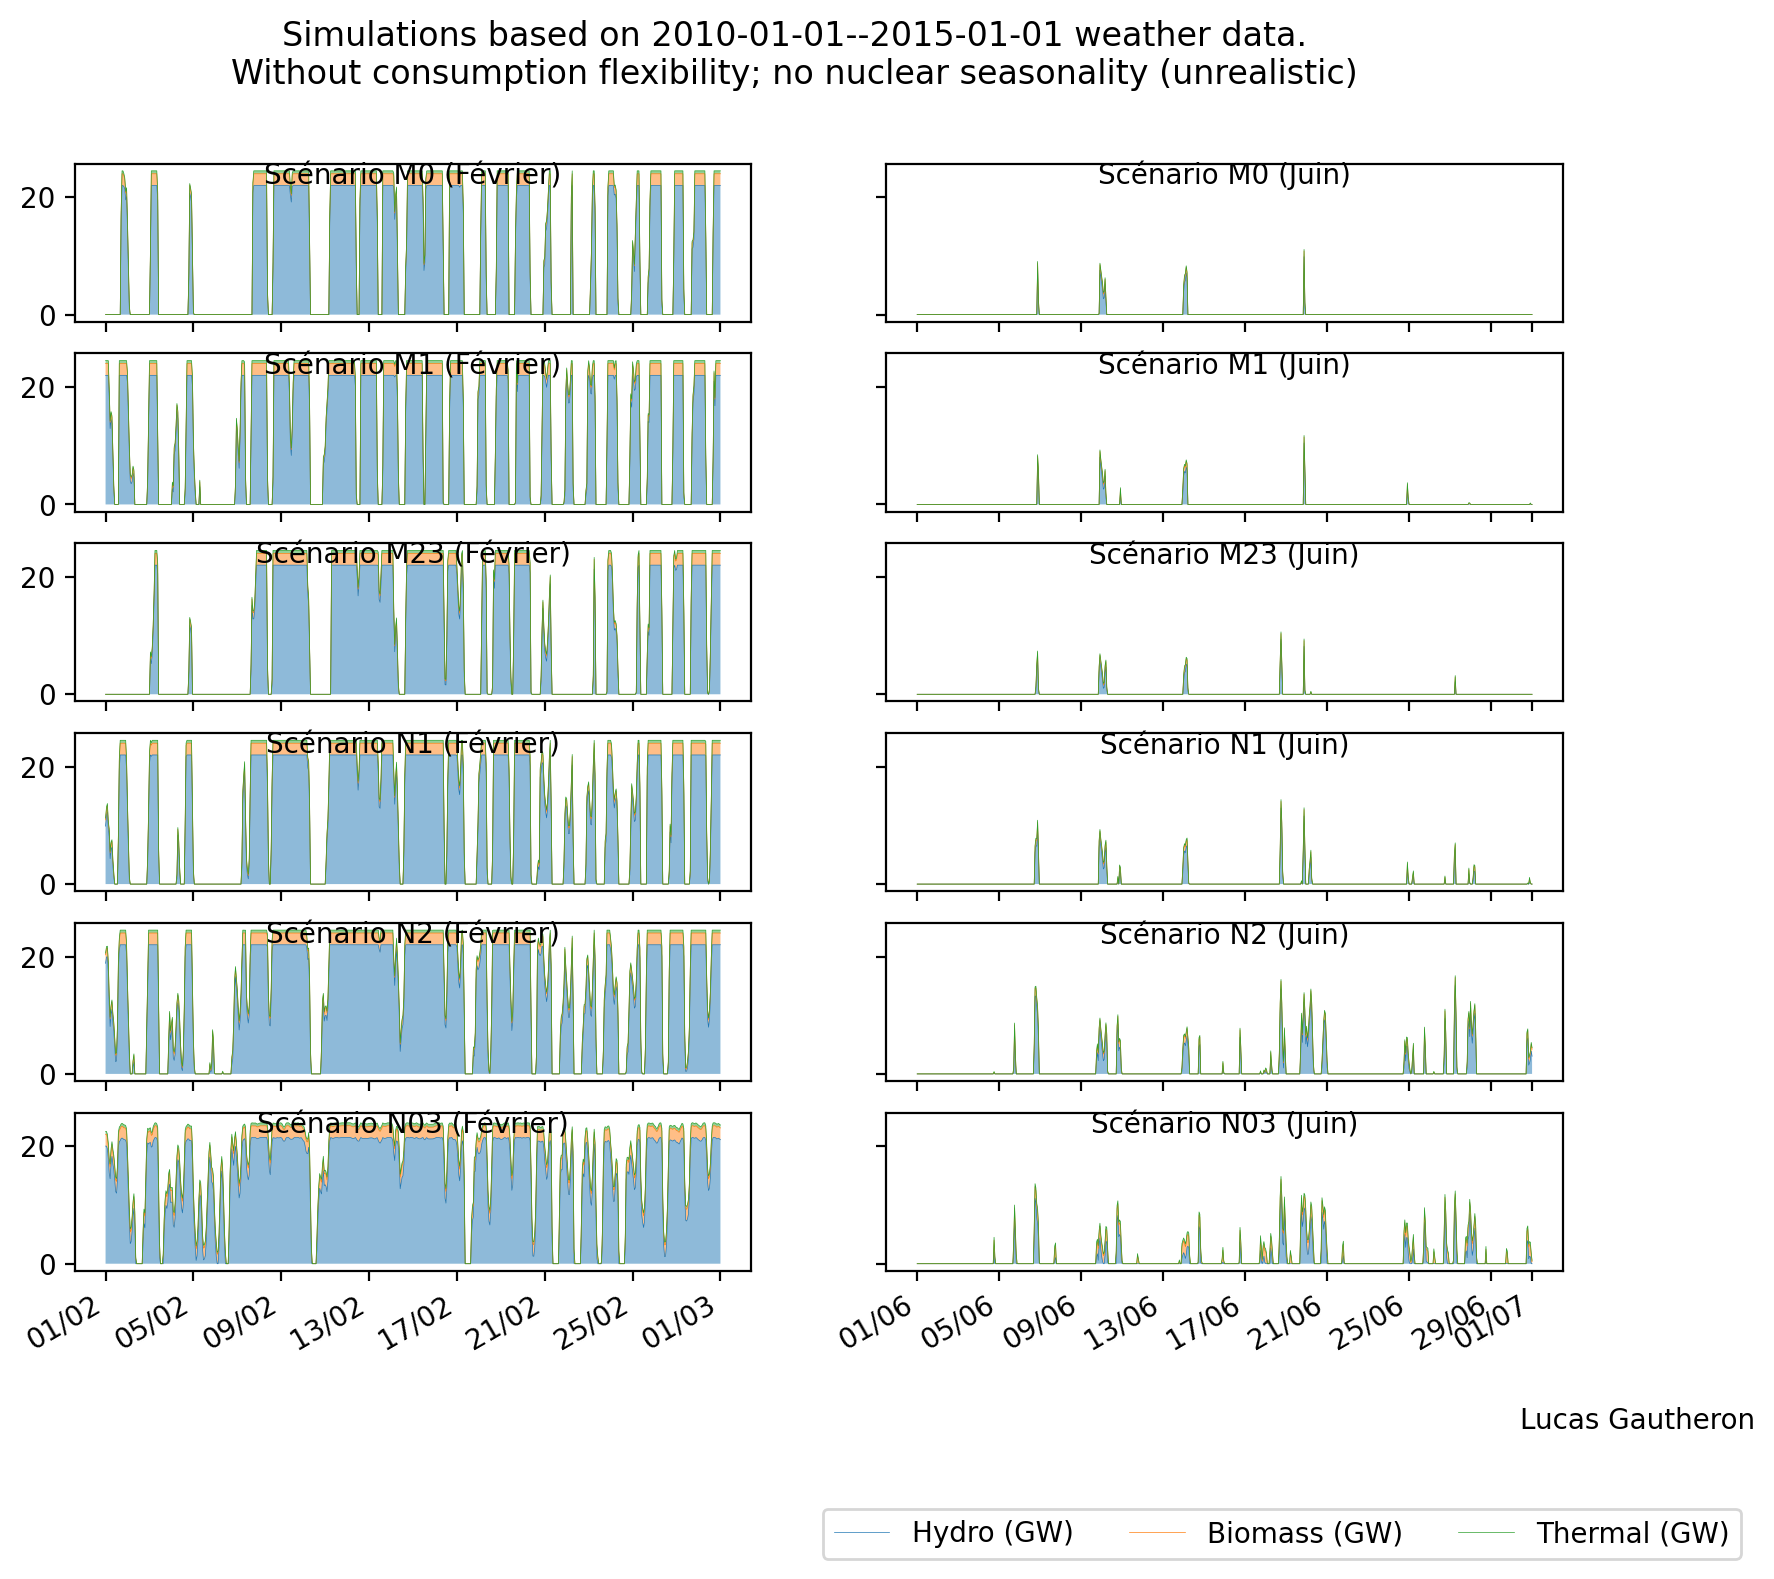 Simulations based on 2010-01-01--2015-01-01 weather data.
Without consumption flexibility; no nuclear seasonality (unrealistic)
Scénario M0 (Février)
20
0
Scénario M0 (Juin)
Scénario M1 (Février)
20
0
Scénario M1 (Juin)
Scénario M23 (Février)
20
0
Scénario M23 (Juin)
Scénario N1 (Février)
20
0
Scénario N1 (Juin)
Scénario N2 (Février)
20
0
Scénario N2 (Juin)
Scénario N03 (Février)
20
0
Scénario N03 (Juin)
01/02 05/02 09/02 13/02 17/02 21/02 25/02 01/03
01/06 05/06 09/06 13/06 17/06 21/06 25/06 29/06 01/07
Lucas Gautheron
Hydro (GW) Biomass (GW) Thermal (GW)